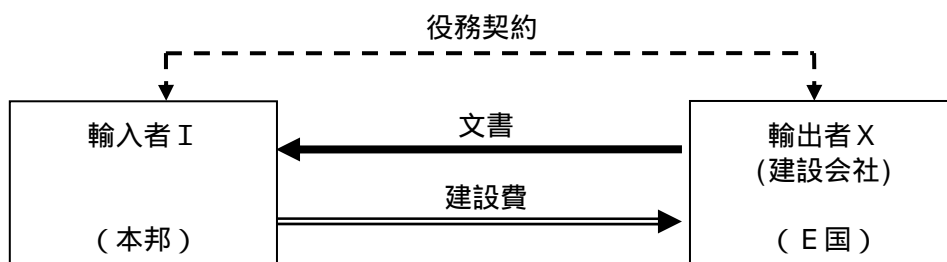 役務契約
輸入者Ｉ
（本邦）
文書
建設費
輸出者Ｘ
(建設会社)
（Ｅ国）